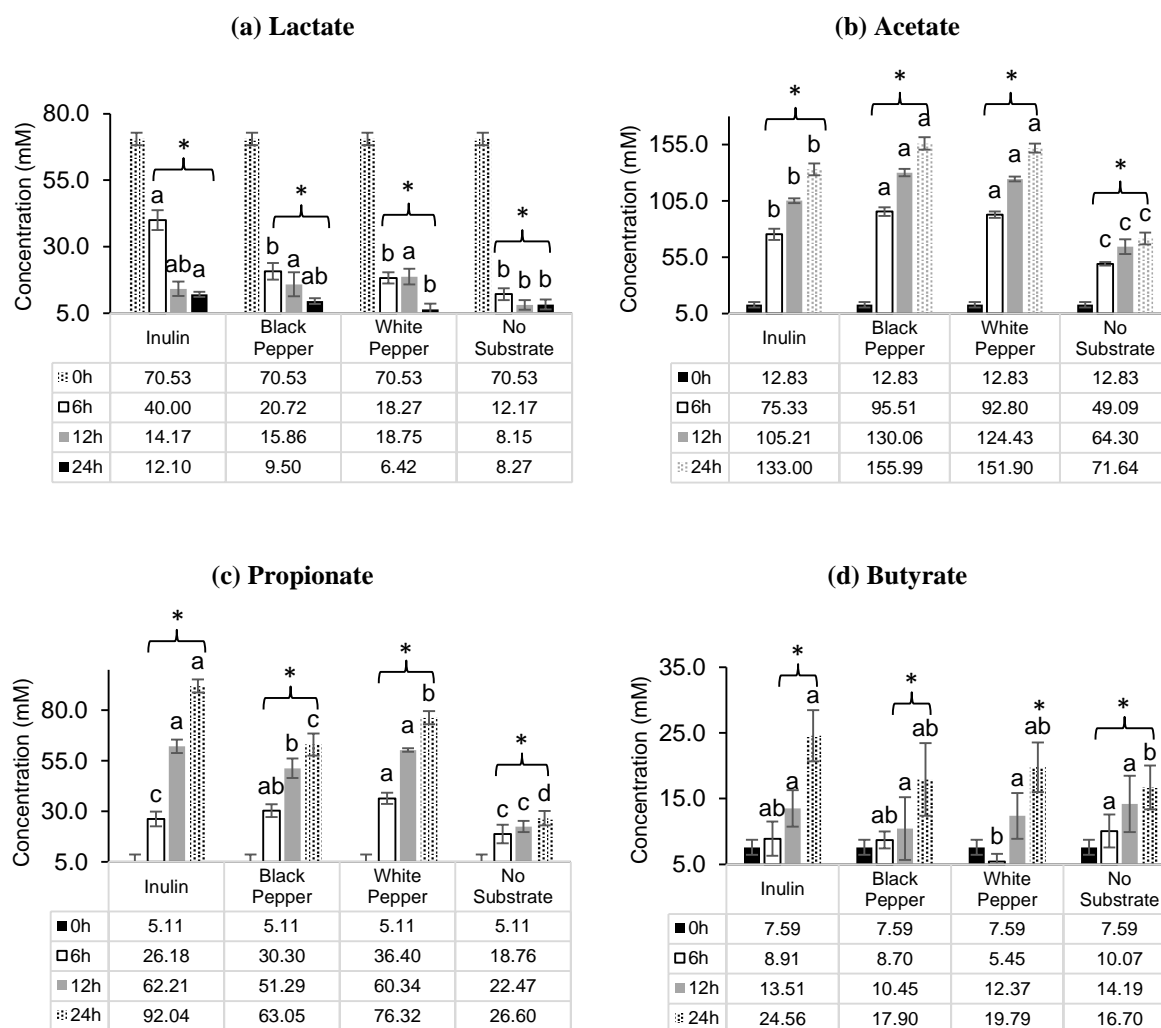 (a) Lactate
Concentration (mM)
80.0
55.0
30.0
5.0
* * * *
a ab a b a ab b a b b b b
Inulin Black Pepper White Pepper No Substrate
0h 70.53 70.53 70.53 70.53
6h 40.00 20.72 18.27 12.17
12h 14.17 15.86 18.75 8.15
24h 12.10 9.50 6.42 8.27
(b) Acetate
Concentration (mM)
155.0
105.0
55.0
5.0
* * * *
b b b a a a a a a c c c
Inulin Black Pepper White Pepper No Substrate
0h 12.83 12.83 12.83 12.83
6h 75.33 95.51 92.80 49.09
12h 105.21 130.06 124.43 64.30
24h 133.00 155.99 151.90 71.64
(c) Propionate
Concentration (mM)
80.0
55.0
30.0
5.0
* * * *
c a a ab b c a a b c c d
Inulin Black Pepper White Pepper No Substrate
0h 5.11 5.11 5.11 5.11
6h 26.18 30.30 36.40 18.76
12h 62.21 51.29 60.34 22.47
24h 92.04 63.05 76.32 26.60
(d) Butyrate
Concentration (mM)
35.0
25.0
15.0
5.0
* * * *
ab a a ab a ab b a ab a a b
Inulin Black Pepper White Pepper No Substrate
0h 7.59 7.59 7.59 7.59
6h 8.91 8.70 5.45 10.07
12h 13.51 10.45 12.37 14.19
24h 24.56 17.90 19.79 16.70